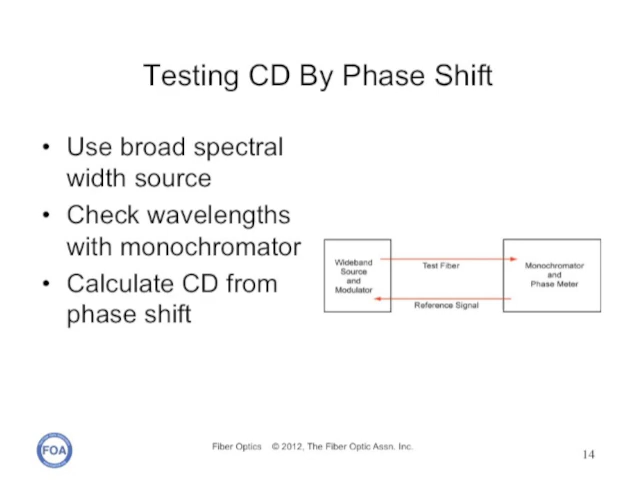 Testing CD By Phase Shift
• Use broad spectral
width source
• Check wavelengths
with monochromator
• Calculate CD from
phase shift
Wideband
Source
and
Modulator
Test Fiber
Reference Signal
Monochromator
and
Phase Meter
FOA
Fiber Optics © 2012, The Fiber Optic Assn. Inc.
14